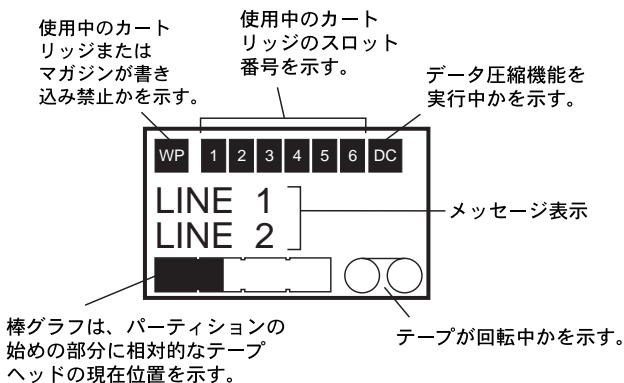 使用中のカート
リッジまたは
マガジンが書き
込み禁止かを示す。
使用中のカート
リッジのスロット
番号を示す。
データ圧縮機能を
実行中かを示す。
WP 1 2 3 4 5 6 DC
LINE 1
LINE 2
メッセージ表示
棒グラフは、パーティションの
始めの部分に相対的なテープ
ヘッドの現在位置を示す。
テープが回転中かを示す。